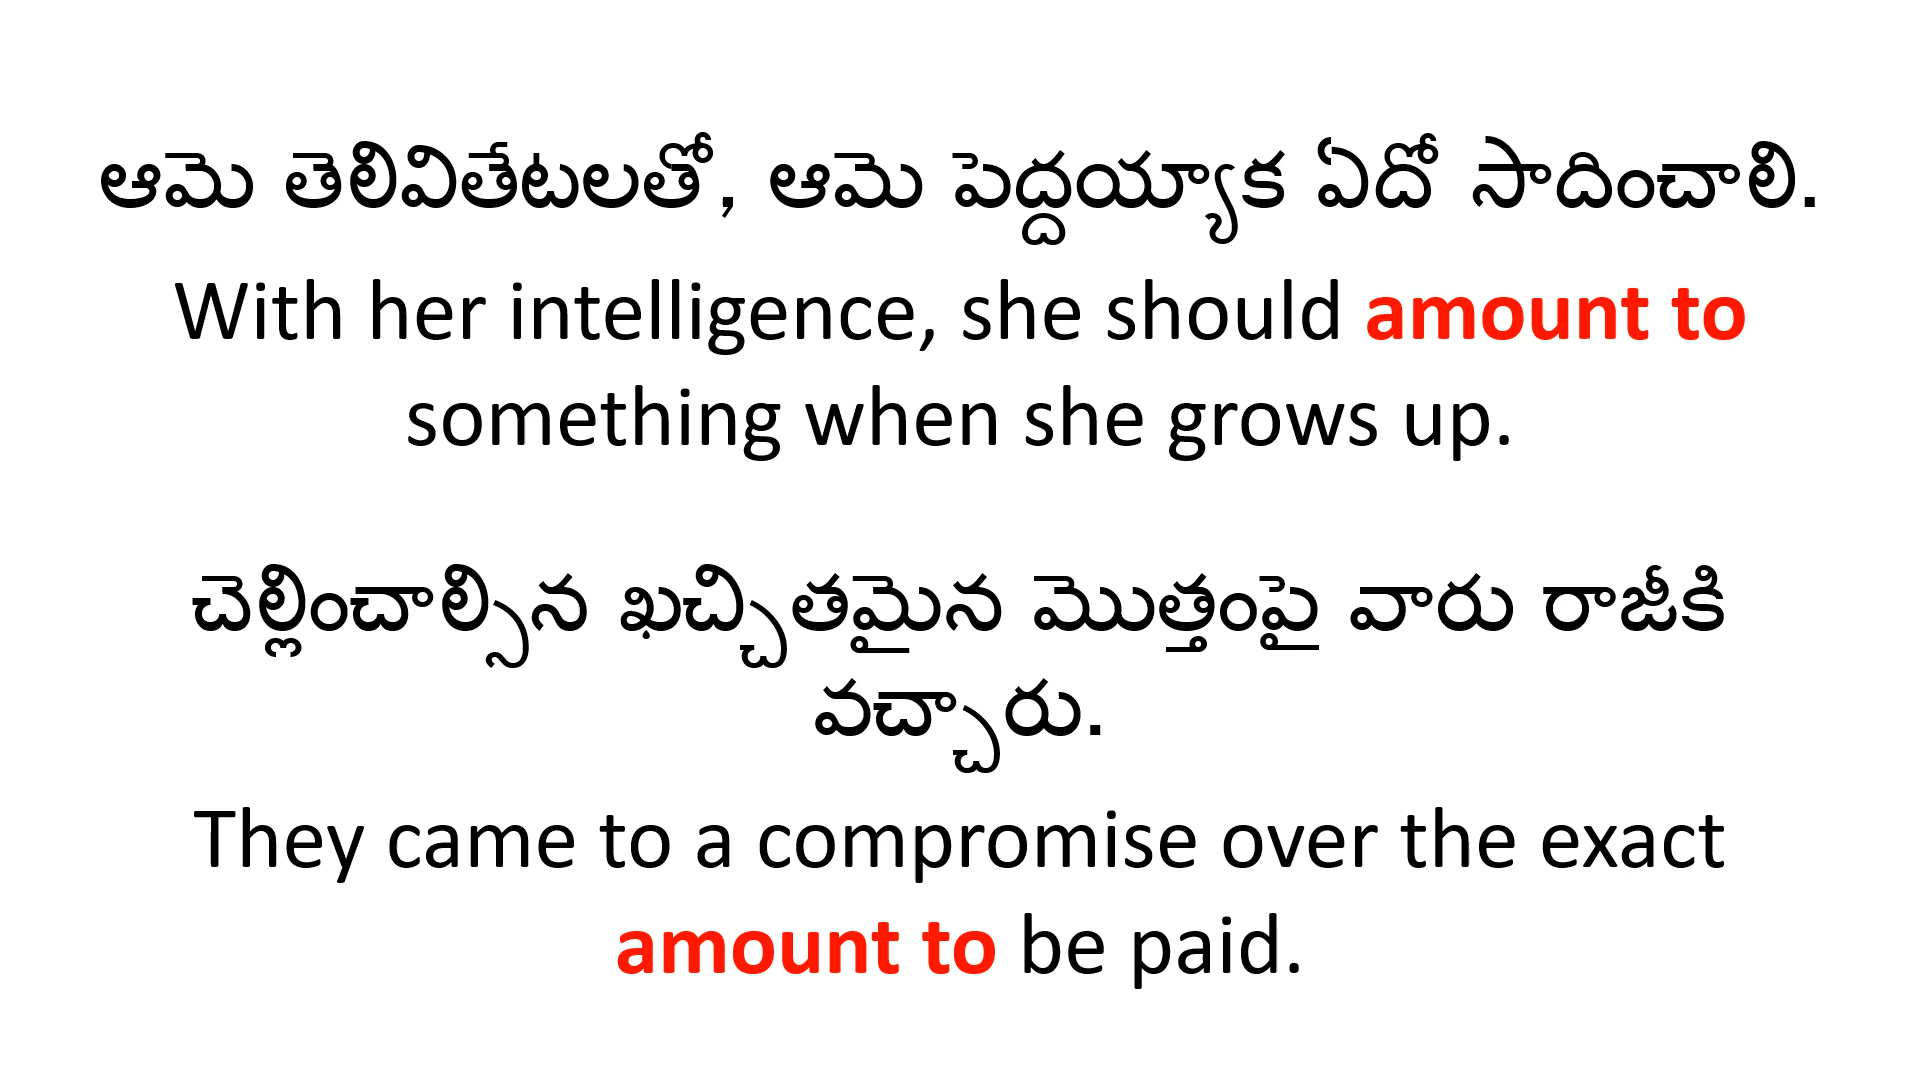 ఆమె తెలివితేటలతో, ఆమె పెద్దయ్యాక ఏదో సాదించాలి.
With her intelligence, she should amount to
something when she grows up.
చెల్లించాల్సిన ఖచ్చితమైన మొత్తంపై వారు రాజీకి
వచ్చారు.
They came to a compromise over the exact
amount to be paid.